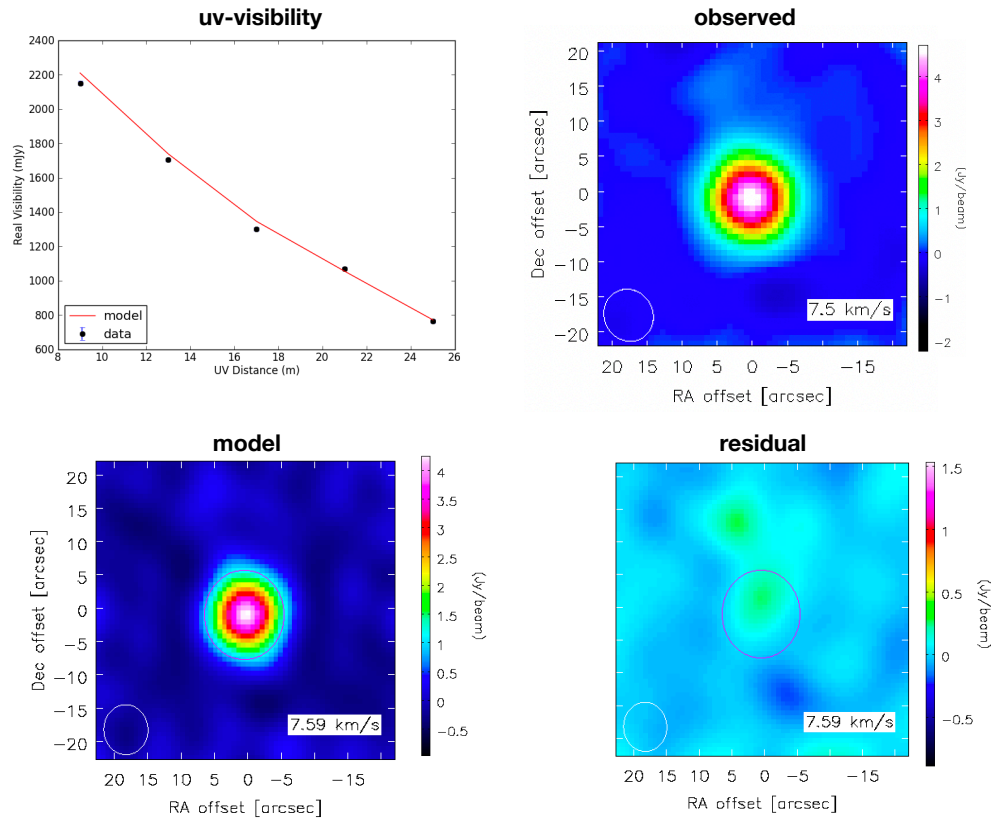 uv-visibility
2400
2200
2000
1800
1600
1400
1200
1000
800
600
Real Visibility (mJy)
8 10 12 14 16 18 20 22 24 26
UV Distance (m)
model
data
observed
20
15
10
5
0
-5
-10
-15
-20
Dec offset [arcsec]
20 15 10 5 0 -5 -15
RA offset [arcsec]
7.5 km/s
4
3
2
1
0
-1
-2
(Jy/beam)
model
20
15
10
5
0
-5
-10
-15
-20
Dec offset [arcsec]
20 15 10 5 0 -5 -15
RA offset [arcsec]
7.59 km/s
4
3.5
3
2.5
2
1.5
1
0.5
0
-0.5
(Jy/beam)
residual
20 15 10 5 0 -5 -15
RA offset [arcsec]
7.59 km/s
1.5
1
0.5
0
-0.5
(Jy/beam)